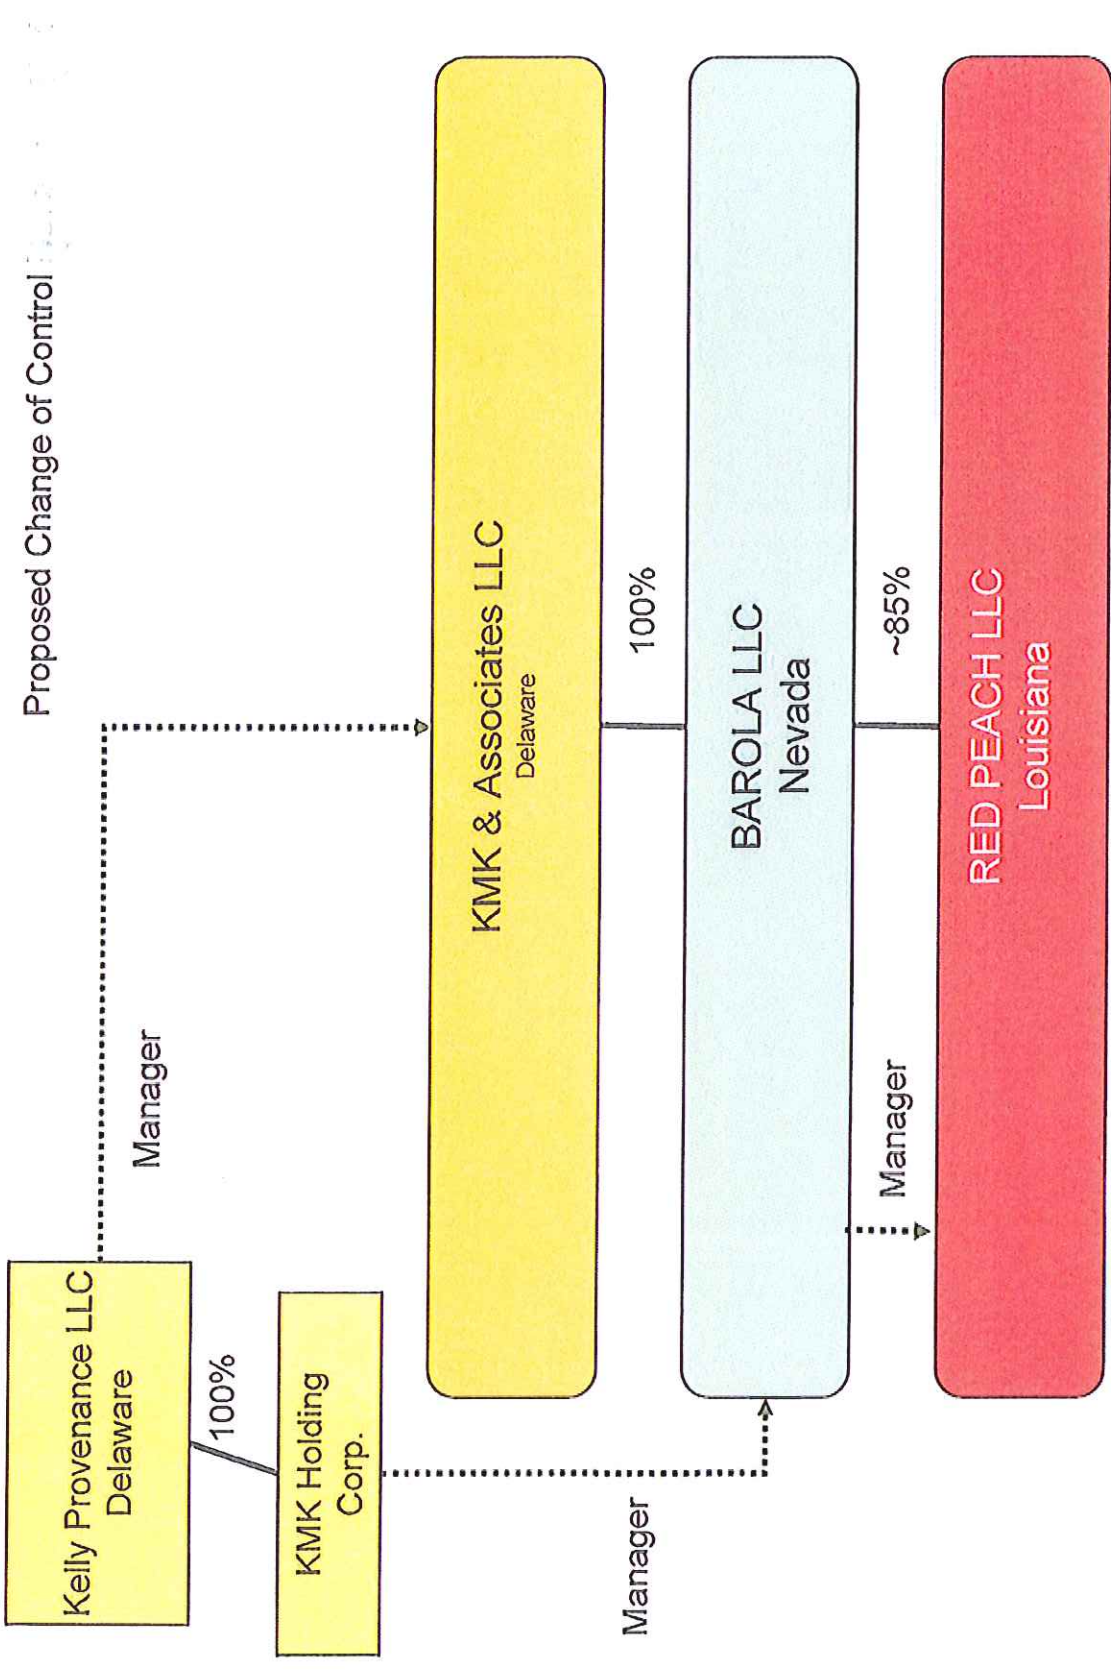 Proposed Change of Control
Kelly Provenance LLC
Delaware
Manager
100%
KMK Holding
Corp.
KMK & Associates LLC
Delaware
100%
Manager
BAROLA LLC
Nevada
~85%
Manager
RED PEACH LLC
Louisiana